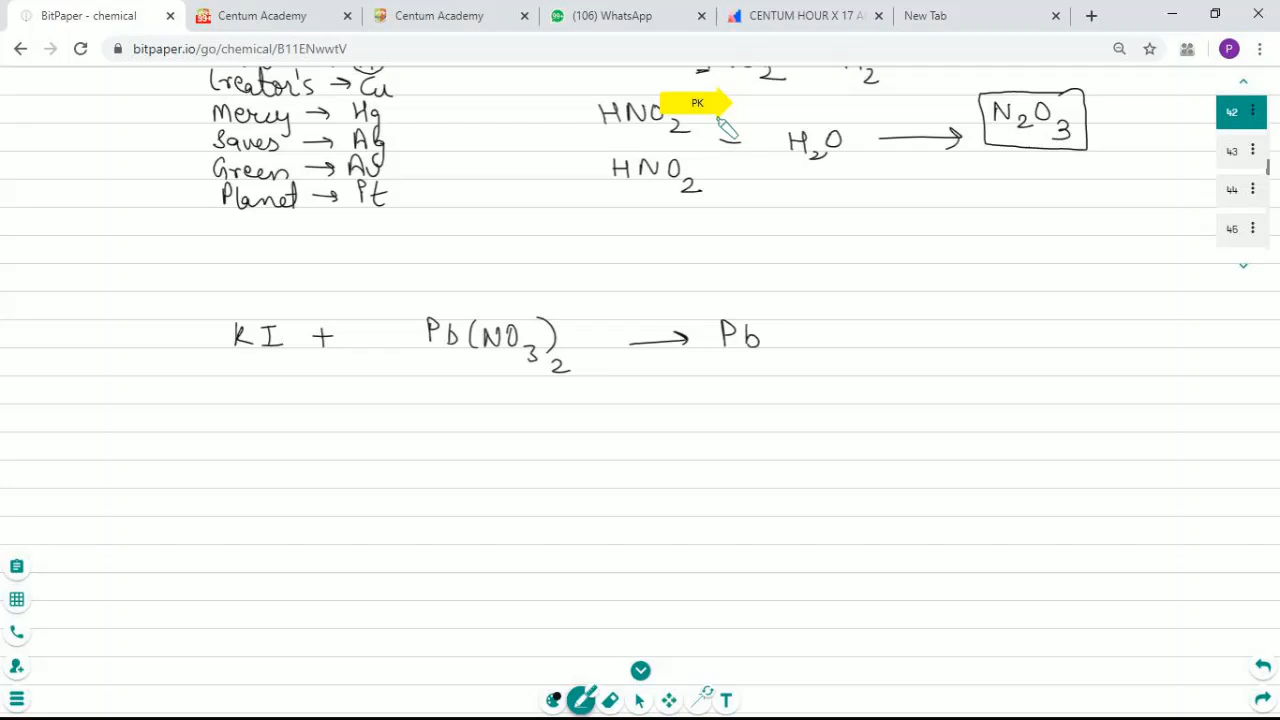 BitPaper - chemical
Centum Academy
Centum Academy
(106) WhatsApp
CENTUM HOUR X 17 A
New Tab
bitpaper.io/go/chemical/B11ENwwtV
Creator's → Cu
Mercy → Hg
Saves → Ag
Green → Au
Planet → Pt
HNO2
PK
HNO2
H2O → N2O3
42
43
44
45
KI + Pb(NO3)2 → Pb
T